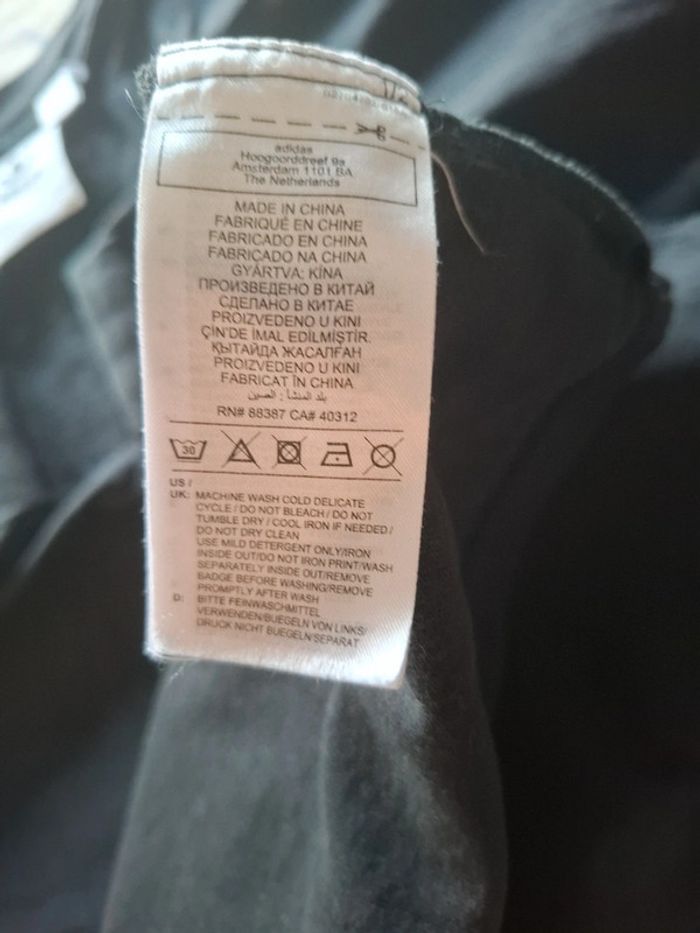 adidas
Hoogoorddreef 9a
Amsterdam 1101 BA
The Netherlands
MADE IN CHINA
FABRIQUÉ EN CHINE
FABRICADO EN CHINA
FABRICADO NA CHINA
GYÁRTVA: KÍNA
ПРОИЗВЕДЕНО В КИТАЙ
СДЕЛАНО В КИТАЕ
PROIZVEDENO U KINI
ÇİN'DE İMAL EDİLMİŞTİR.
ҚЫТАЙДА ЖАСАЛҒАН
PROIZVEDENO U KINI
FABRICAT ÎN CHINA
بلد المنشأ : الصين
RN# 88387 CA# 40312
30
US /
UK: MACHINE WASH COLD DELICATE
CYCLE / DO NOT BLEACH / DO NOT
TUMBLE DRY / COOL IRON IF NEEDED /
DO NOT DRY CLEAN
USE MILD DETERGENT ONLY/IRON
INSIDE OUT/DO NOT IRON PRINT/WASH
SEPARATELY INSIDE OUT/REMOVE
BADGE BEFORE WASHING/REMOVE
PROMPTLY AFTER WASH
D: BITTE FEINWASCHMITTEL
VERWENDEN/BUEGELN VON LINKS/
DRUCK NICHT BUEGELN/SEPARAT